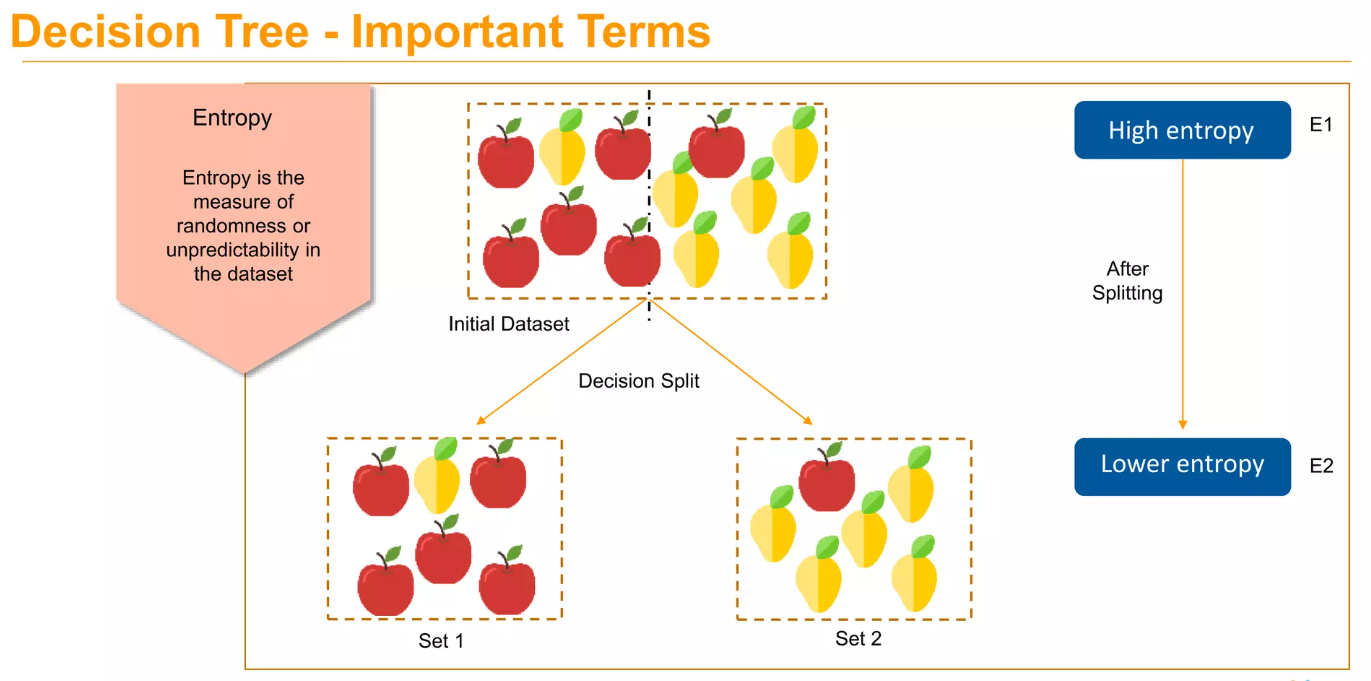 Decision Tree - Important Terms
Entropy
Entropy is the
measure of
randomness or
unpredictability in
the dataset
Initial Dataset
Decision Split
Set 1
Set 2
High entropy
E1
After
Splitting
Lower entropy
E2